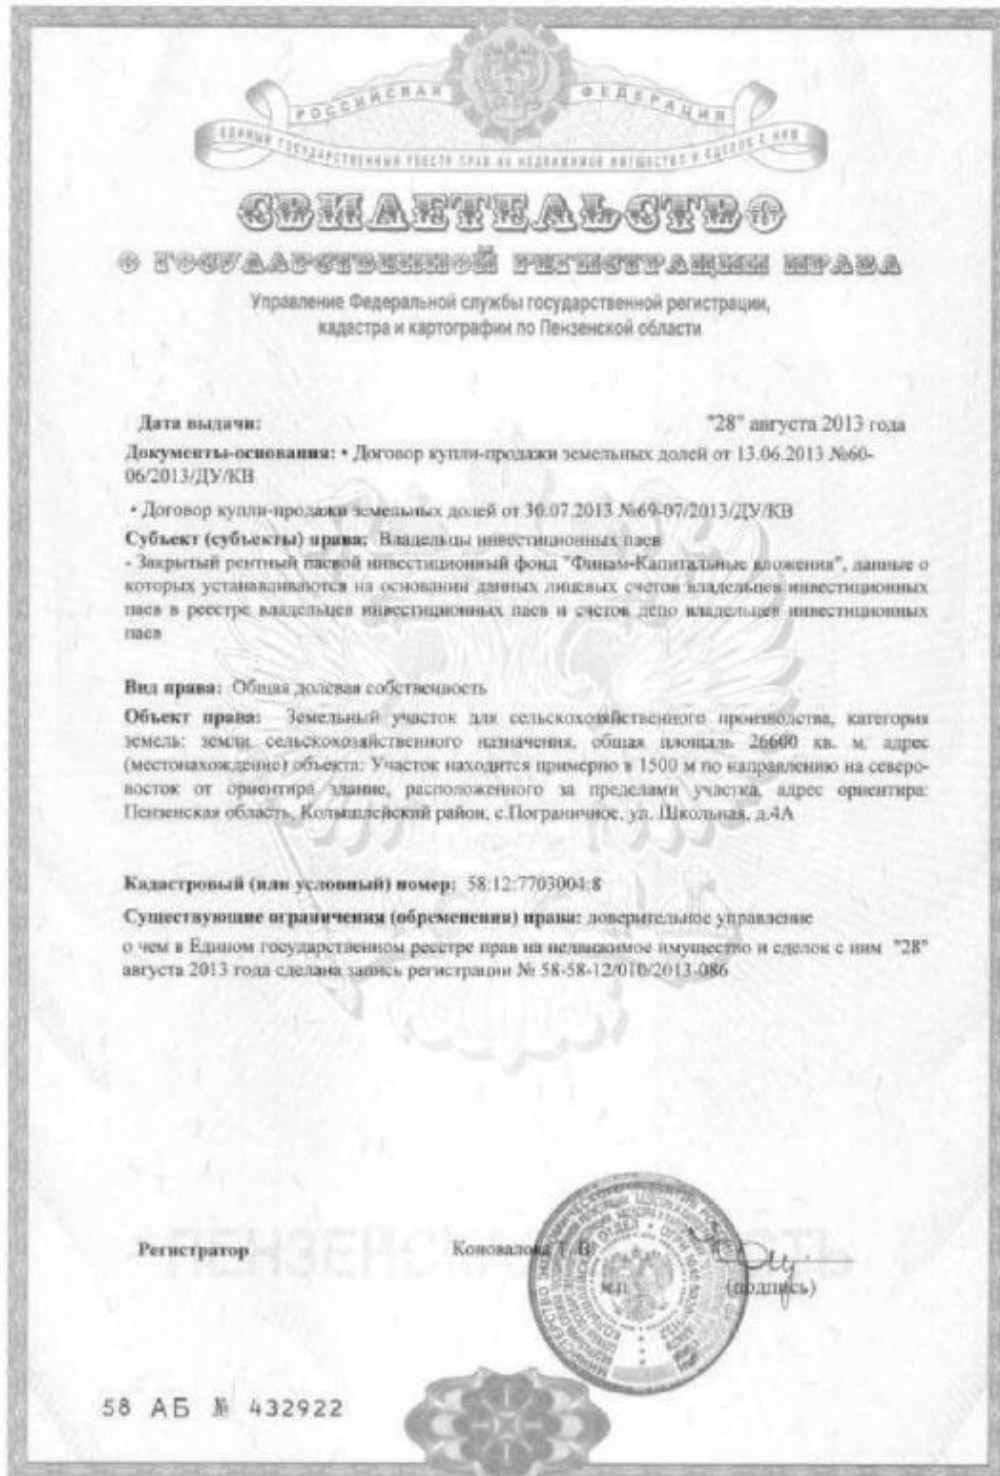 РОССИЙСКАЯ ФЕДЕРАЦИЯ
ЕДИНЫЙ ГОСУДАРСТВЕННЫЙ РЕЕСТР ПРАВ НА НЕДВИЖИМОЕ ИМУЩЕСТВО И СДЕЛОК С НИМ
СВИДЕТЕЛЬСТВО
О ГОСУДАРСТВЕННОЙ РЕГИСТРАЦИИ ПРАВА
Управление Федеральной службы государственной регистрации,
кадастра и картографии по Пензенской области
Дата выдачи: "28" августа 2013 года
Документы-основания: • Договор купли-продажи земельных долей от 13.06.2013 №60-
06/2013/ДУ/КВ
• Договор купли-продажи земельных долей от 30.07.2013 №69-07/2013/ДУ/КВ
Субъект (субъекты) права: Владельцы инвестиционных паев
- Закрытый рентный паевой инвестиционный фонд "Финам-Капитальные вложения", данные о
которых устанавливаются на основании данных лицевых счетов владельцев инвестиционных
паев в реестре владельцев инвестиционных паев и счетов депо владельцев инвестиционных
паев
Вид права: Общая долевая собственность
Объект права: Земельный участок для сельскохозяйственного производства, категория
земель: земли сельскохозяйственного назначения, общая площадь 26600 кв. м, адрес
(местонахождение) объекта: Участок находится примерно в 1500 м по направлению на северо-
восток от ориентира здание, расположенного за пределами участка, адрес ориентира:
Пензенская область, Колышлейский район, с.Пограничное, ул. Школьная, д.4А
Кадастровый (или условный) номер: 58:12:7703004:8
Существующие ограничения (обременения) права: доверительное управление
о чем в Едином государственном реестре прав на недвижимое имущество и сделок с ним "28"
августа 2013 года сделана запись регистрации № 58-58-12/010/2013-086
ПЕНЗЕНСКАЯ ОБЛАСТЬ
Регистратор Коновалова Т. В.
м.п. (подпись)
58 АБ № 432922